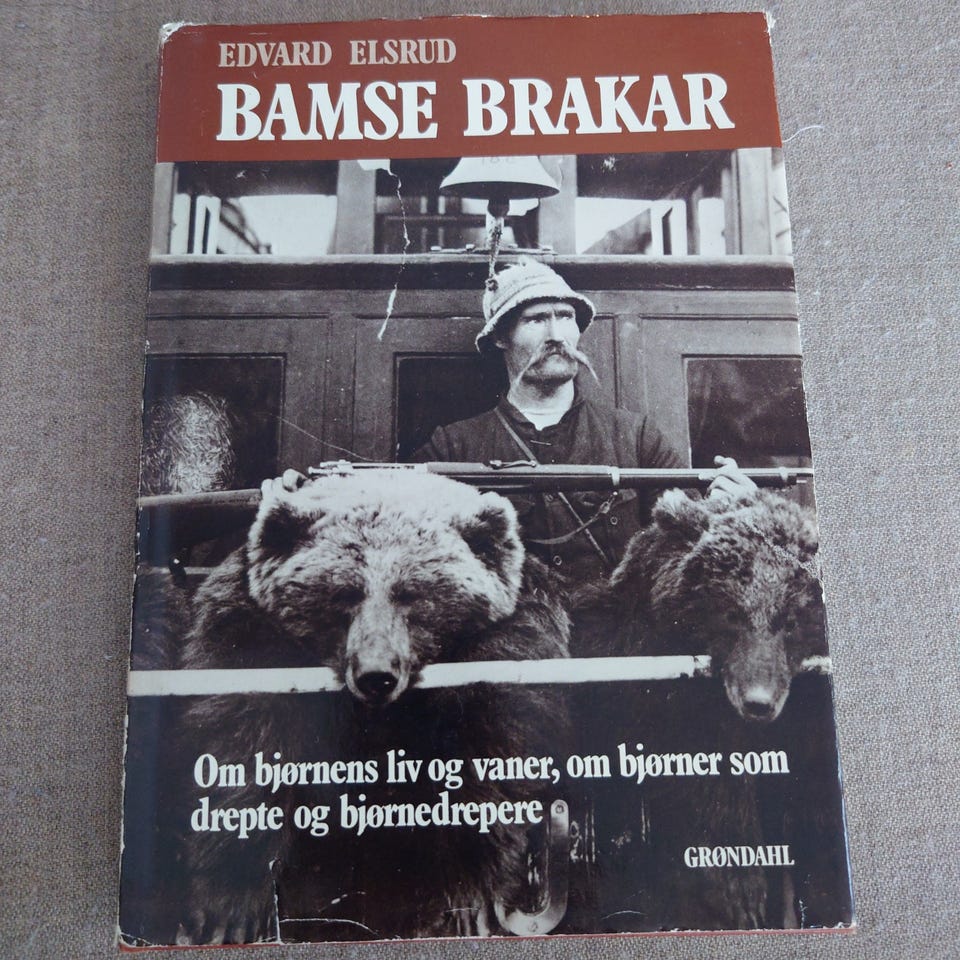 EDVARD ELSRUD
BAMSE BRAKAR
Om bjørnens liv og vaner, om bjørner som
drepte og bjørnedrepere
GRØNDAHL